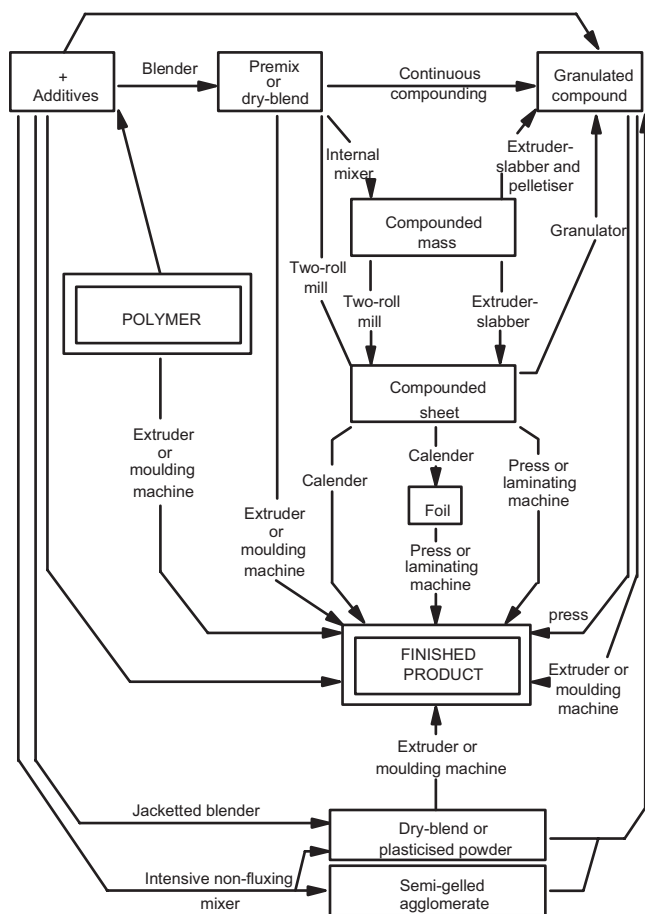 +
Additives
Blender
Premix
or
dry-blend
Continuous
compounding
Granulated
compound
Internal
mixer
Extruder-
slabber and
pelletiser
Compounded
mass
Granulator
Two-roll
mill
Two-roll
mill
Extruder-
slabber
POLYMER
Compounded
sheet
Extruder
or
moulding
machine
Calender
Calender
Press or
laminating
machine
Foil
Extruder
or
moulding
machine
Press or
laminating
machine
press
FINISHED
PRODUCT
Extruder or
moulding
machine
Extruder or
moulding machine
Jacketted blender
Dry-blend or
plasticised powder
Intensive non-fluxing
mixer
Semi-gelled
agglomerate